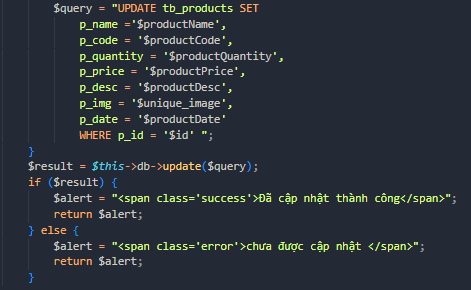 $query = "UPDATE tb_products SET
p_name ='$productName',
p_code = '$productCode',
p_quantity = '$productQuantity',
p_price = '$productPrice',
p_desc = '$productDesc',
p_img = '$unique_image',
p_date = '$productDate'
WHERE p_id = '$id' ";
}
$result = $this->db->update($query);
if ($result) {
$alert = "<span class='success'>Đã cập nhật thành công</span>";
return $alert;
} else {
$alert = "<span class='error'>chưa được cập nhật </span>";
return $alert;
}